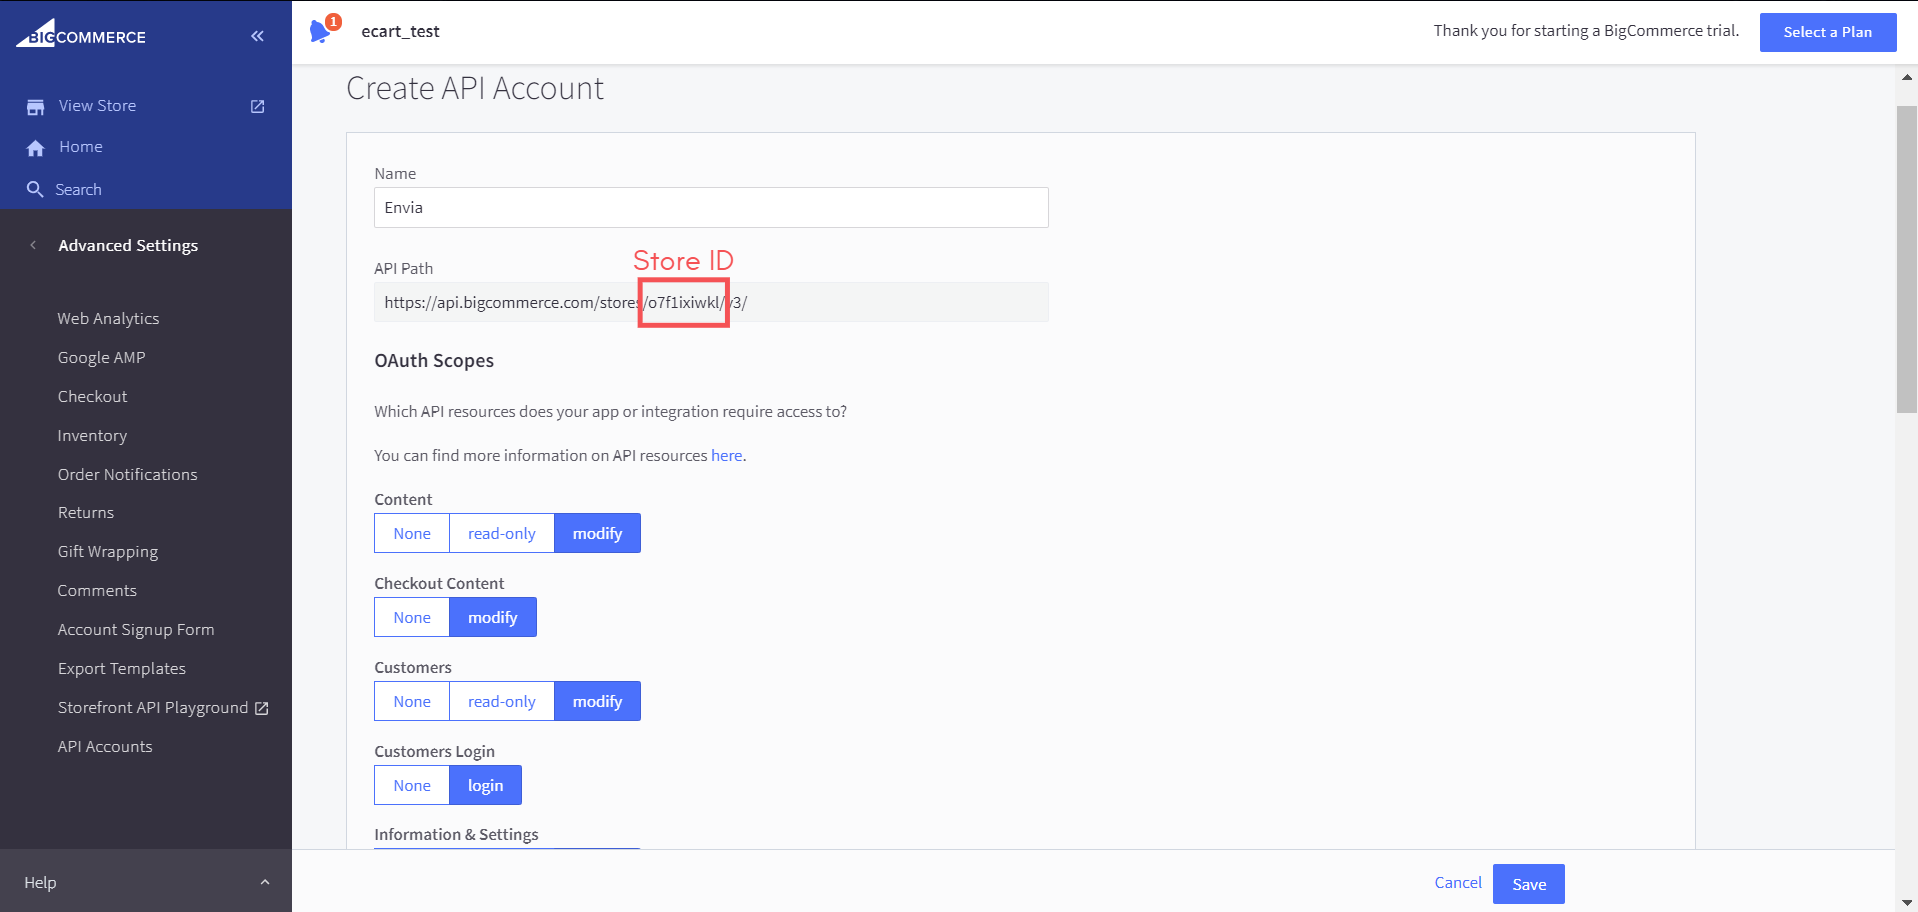 BIGCOMMERCE
View Store
Home
Search
Advanced Settings
Web Analytics
Google AMP
Checkout
Inventory
Order Notifications
Returns
Gift Wrapping
Comments
Account Signup Form
Export Templates
Storefront API Playground
API Accounts
Help
1
ecart_test
Thank you for starting a BigCommerce trial.
Select a Plan
Create API Account
Name
Envia
Store ID
API Path
https://api.bigcommerce.com/stores/o7f1ixiwkl/v3/
OAuth Scopes
Which API resources does your app or integration require access to?
You can find more information on API resources here.
Content
None read-only modify
Checkout Content
None modify
Customers
None read-only modify
Customers Login
None login
Information & Settings
Cancel Save